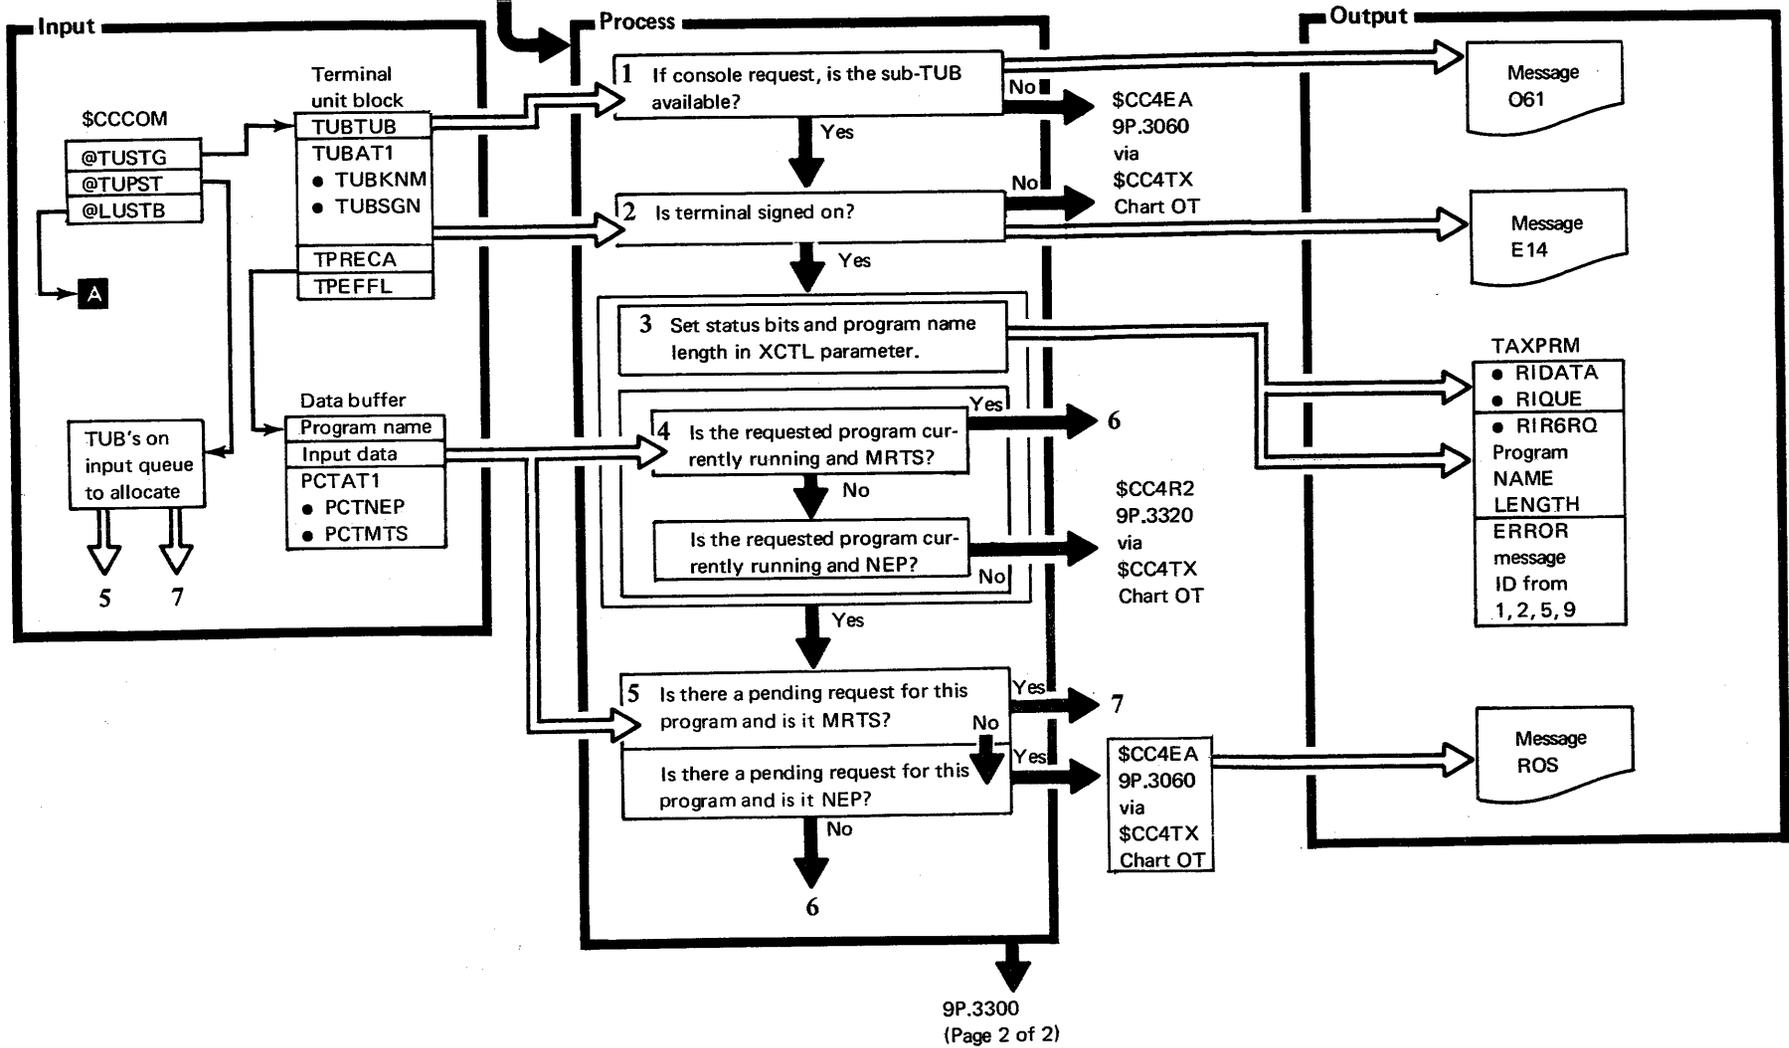 Input
$CCCOM
@TUSTG
@TUPST
@LUSTB
A
TUB's on
input queue
to allocate
5
7
Terminal
unit block
TUBTUB
TUBAT1
• TUBKNM
• TUBSGN
TPRECA
TPEFFL
Data buffer
Program name
Input data
PCTAT1
• PCTNEP
• PCTMTS
Process
1 If console request, is the sub-TUB
available?
No
Yes
2 Is terminal signed on?
No
Yes
3 Set status bits and program name
length in XCTL parameter.
4 Is the requested program cur-
rently running and MRTS?
Yes
No
Is the requested program cur-
rently running and NEP?
No
Yes
5 Is there a pending request for this
program and is it MRTS?
Yes
No
Is there a pending request for this
program and is it NEP?
Yes
No
6
$CC4EA
9P.3060
via
$CC4TX
Chart OT
6
$CC4R2
9P.3320
via
$CC4TX
Chart OT
7
$CC4EA
9P.3060
via
$CC4TX
Chart OT
Output
Message
O61
Message
E14
TAXPRM
• RIDATA
• RIQUE
• RIR6RQ
Program
NAME
LENGTH
ERROR
message
ID from
1, 2, 5, 9
Message
ROS
9P.3300
(Page 2 of 2)